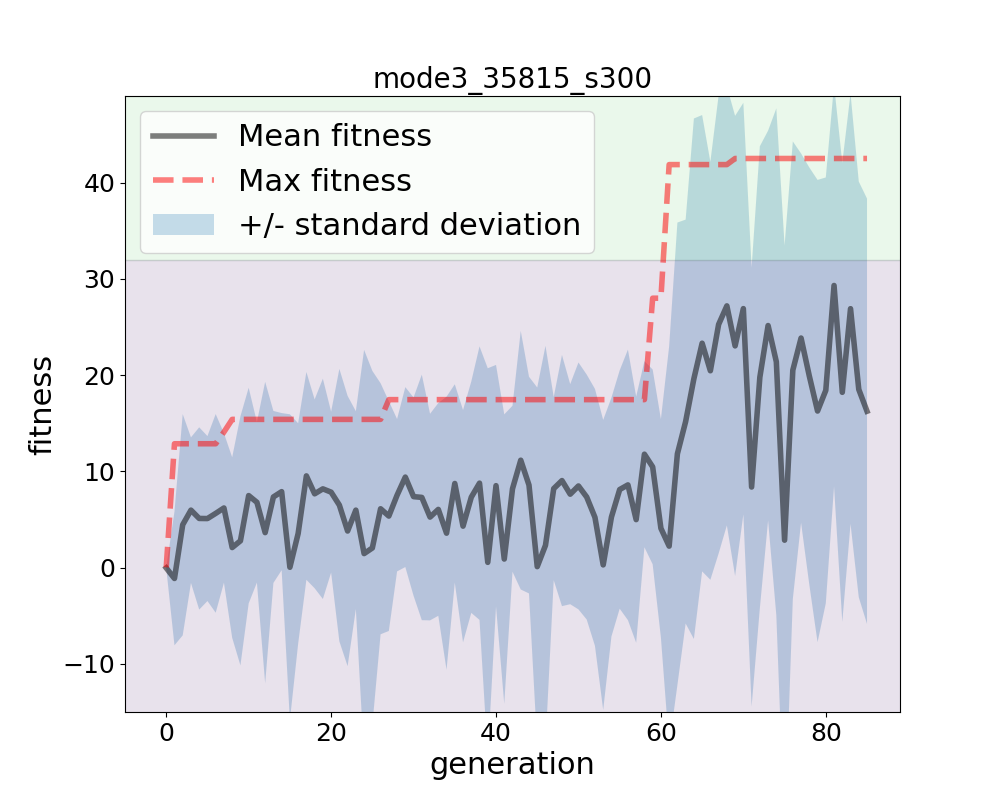 mode3_35815_s300
Mean fitness
Max fitness
+/- standard deviation
fitness
40
30
20
10
0
−10
0 20 40 60 80
generation